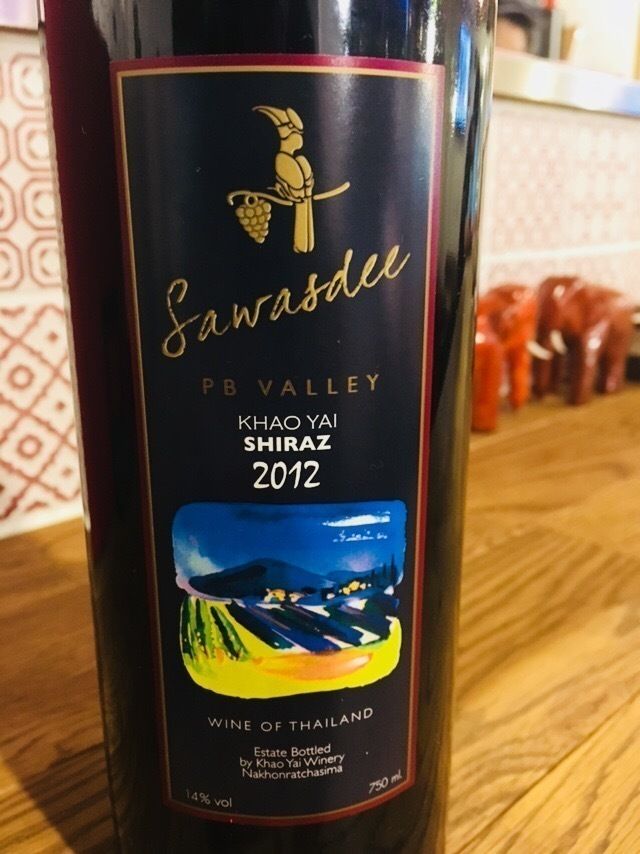 Sawasdee
PB VALLEY
KHAO YAI
SHIRAZ
2012
WINE OF THAILAND
Estate Bottled
by Khao Yai Winery
Nakhonratchasima
14% vol
750 ml.